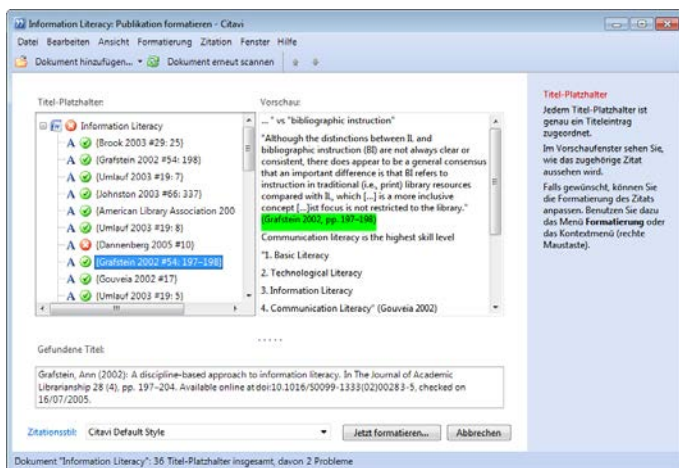 Information Literacy: Publikation formatieren - Citavi
Datei Bearbeiten Ansicht Formatierung Zitation Fenster Hilfe
Dokument hinzufügen... Dokument erneut scannen
Titel-Platzhalter:
Information Literacy
A {Brook 2003 #29: 25}
A {Grafstein 2002 #54: 198}
A {Umlauf 2003 #19: 7}
A {Johnston 2003 #66: 337}
A {American Library Association 200
A {Umlauf 2003 #19: 8}
A {Dannenberg 2005 #10}
A {Grafstein 2002 #54: 197-198}
A {Gouveia 2002 #17}
A {Umlauf 2003 #19: 5}
Vorschau:
... " vs "bibliographic instruction"
"Although the distinctions between IL and
bibliographic instruction (BI) are not always clear or
consistent, there does appear to be a general consensus
that an important difference is that BI refers to
instruction in traditional (i.e., print) library resources
compared with IL, which [...] is a more inclusive
concept [...]ist focus is not restricted to the library."
(Grafstein 2002, pp. 197–198)
Communication literacy is the highest skill level
"1. Basic Literacy
2. Technological Literacy
3. Information Literacy
4. Communication Literacy" (Gouveia 2002)
Titel-Platzhalter
Jedem Titel-Platzhalter ist
genau ein Titeleintrag
zugeordnet.
Im Vorschaufenster sehen Sie,
wie das zugehörige Zitat
aussehen wird.
Falls gewünscht, können Sie
die Formatierung des Zitats
anpassen. Benutzen Sie dazu
das Menü Formatierung oder
das Kontextmenü (rechte
Maustaste).
Gefundene Titel:
Grafstein, Ann (2002): A discipline-based approach to information literacy. In The Journal of Academic
Librarianship 28 (4), pp. 197–204. Available online at doi:10.1016/S0099-1333(02)00283-5, checked on
16/07/2005.
Zitationsstil: Citavi Default Style
Jetzt formatieren... Abbrechen
Dokument "Information Literacy": 36 Titel-Platzhalter insgesamt, davon 2 Probleme